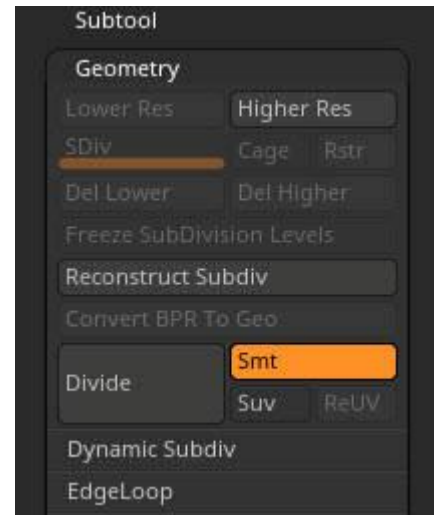 Subtool
Geometry
Lower Res Higher Res
SDiv Cage Rstr
Del Lower Del Higher
Freeze SubDivision Levels
Reconstruct Subdiv
Convert BPR To Geo
Divide Smt
Suv ReUV
Dynamic Subdiv
EdgeLoop